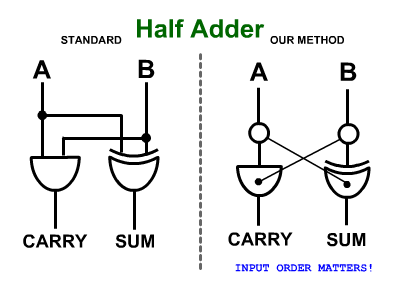 Half Adder
STANDARD
OUR METHOD
A B
A B
CARRY SUM
CARRY SUM
INPUT ORDER MATTERS!